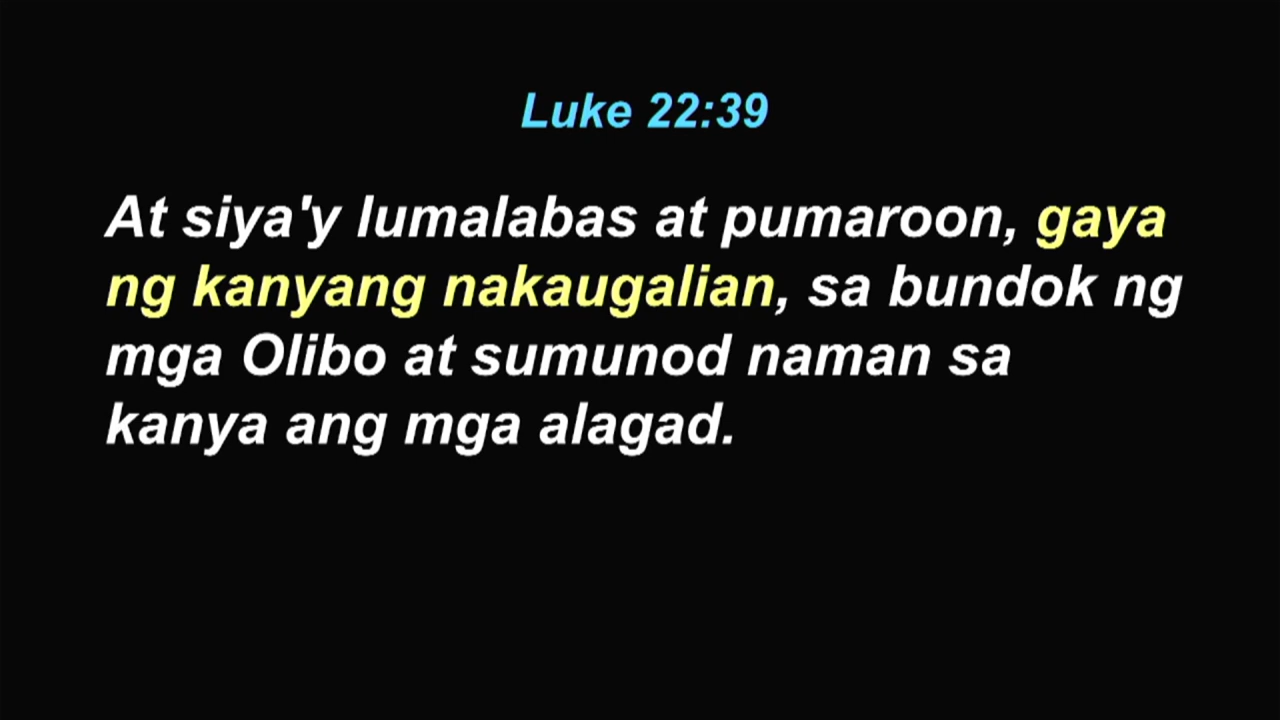 Luke 22:39
At siya'y lumalabas at pumaroon, gaya
ng kanyang nakaugalian, sa bundok ng
mga Olibo at sumunod naman sa
kanya ang mga alagad.